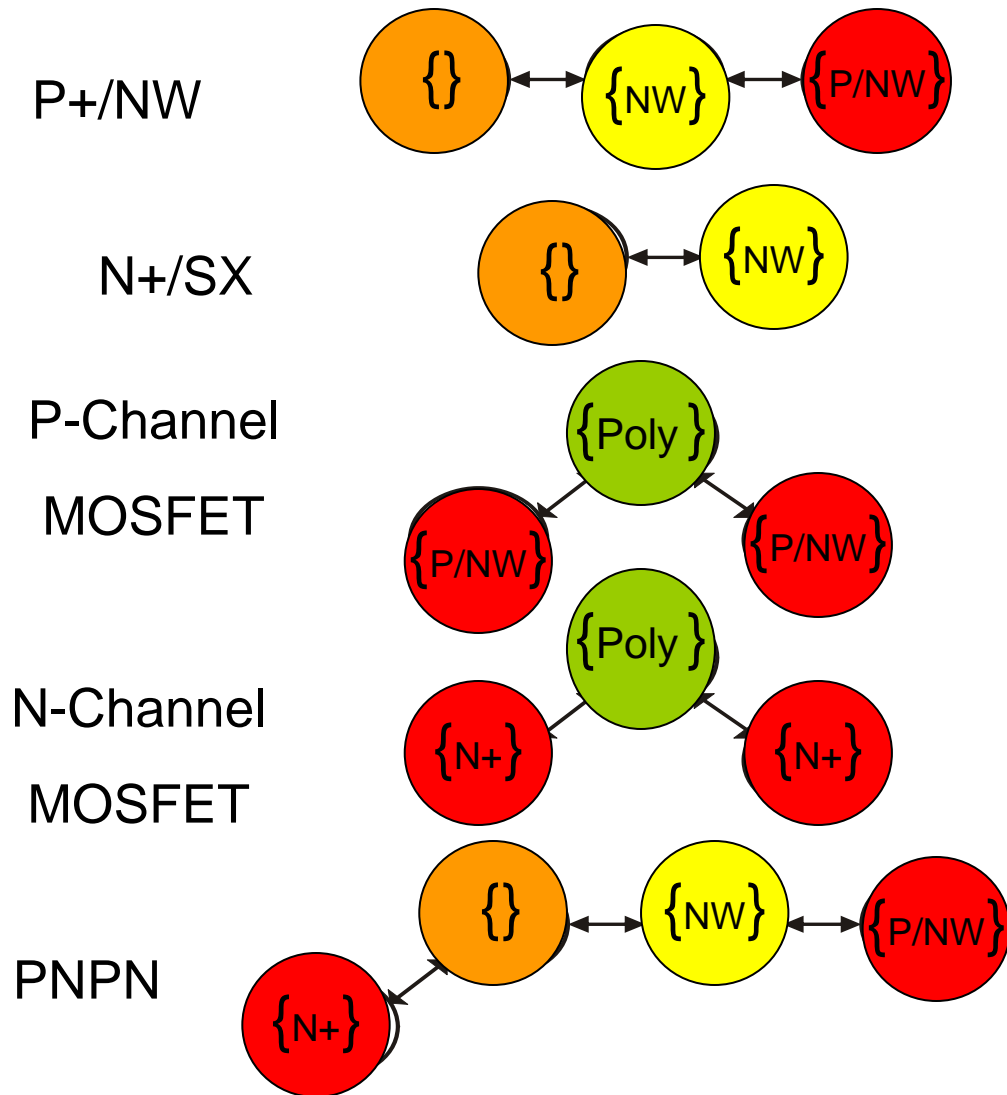 P+/NW
{} {NW} {P/NW}
N+/SX
{} {NW}
P-Channel
MOSFET
{Poly }
{P/NW} {P/NW}
N-Channel
MOSFET
{Poly }
{N+} {N+}
PNPN
{} {NW} {P/NW}
{N+}